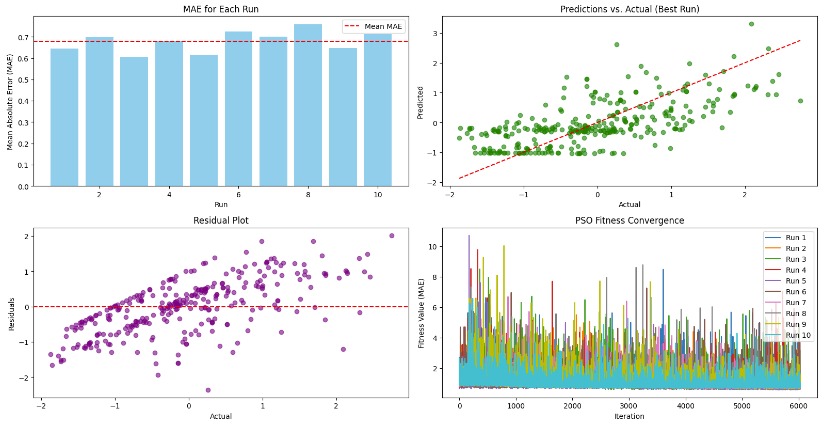 MAE for Each Run
Mean Absolute Error (MAE)
0.7
0.6
0.5
0.4
0.3
0.2
0.1
0.0
Mean MAE
2 4 6 8 10
Run
Predictions vs. Actual (Best Run)
Predicted
3
2
1
0
−1
−2
−2 −1 0 1 2
Actual
Residual Plot
Residuals
2
1
0
−1
−2
−2 −1 0 1 2
Actual
PSO Fitness Convergence
Fitness Value (MAE)
10
8
6
4
2
Run 1
Run 2
Run 3
Run 4
Run 5
Run 6
Run 7
Run 8
Run 9
Run 10
0 1000 2000 3000 4000 5000 6000
Iteration